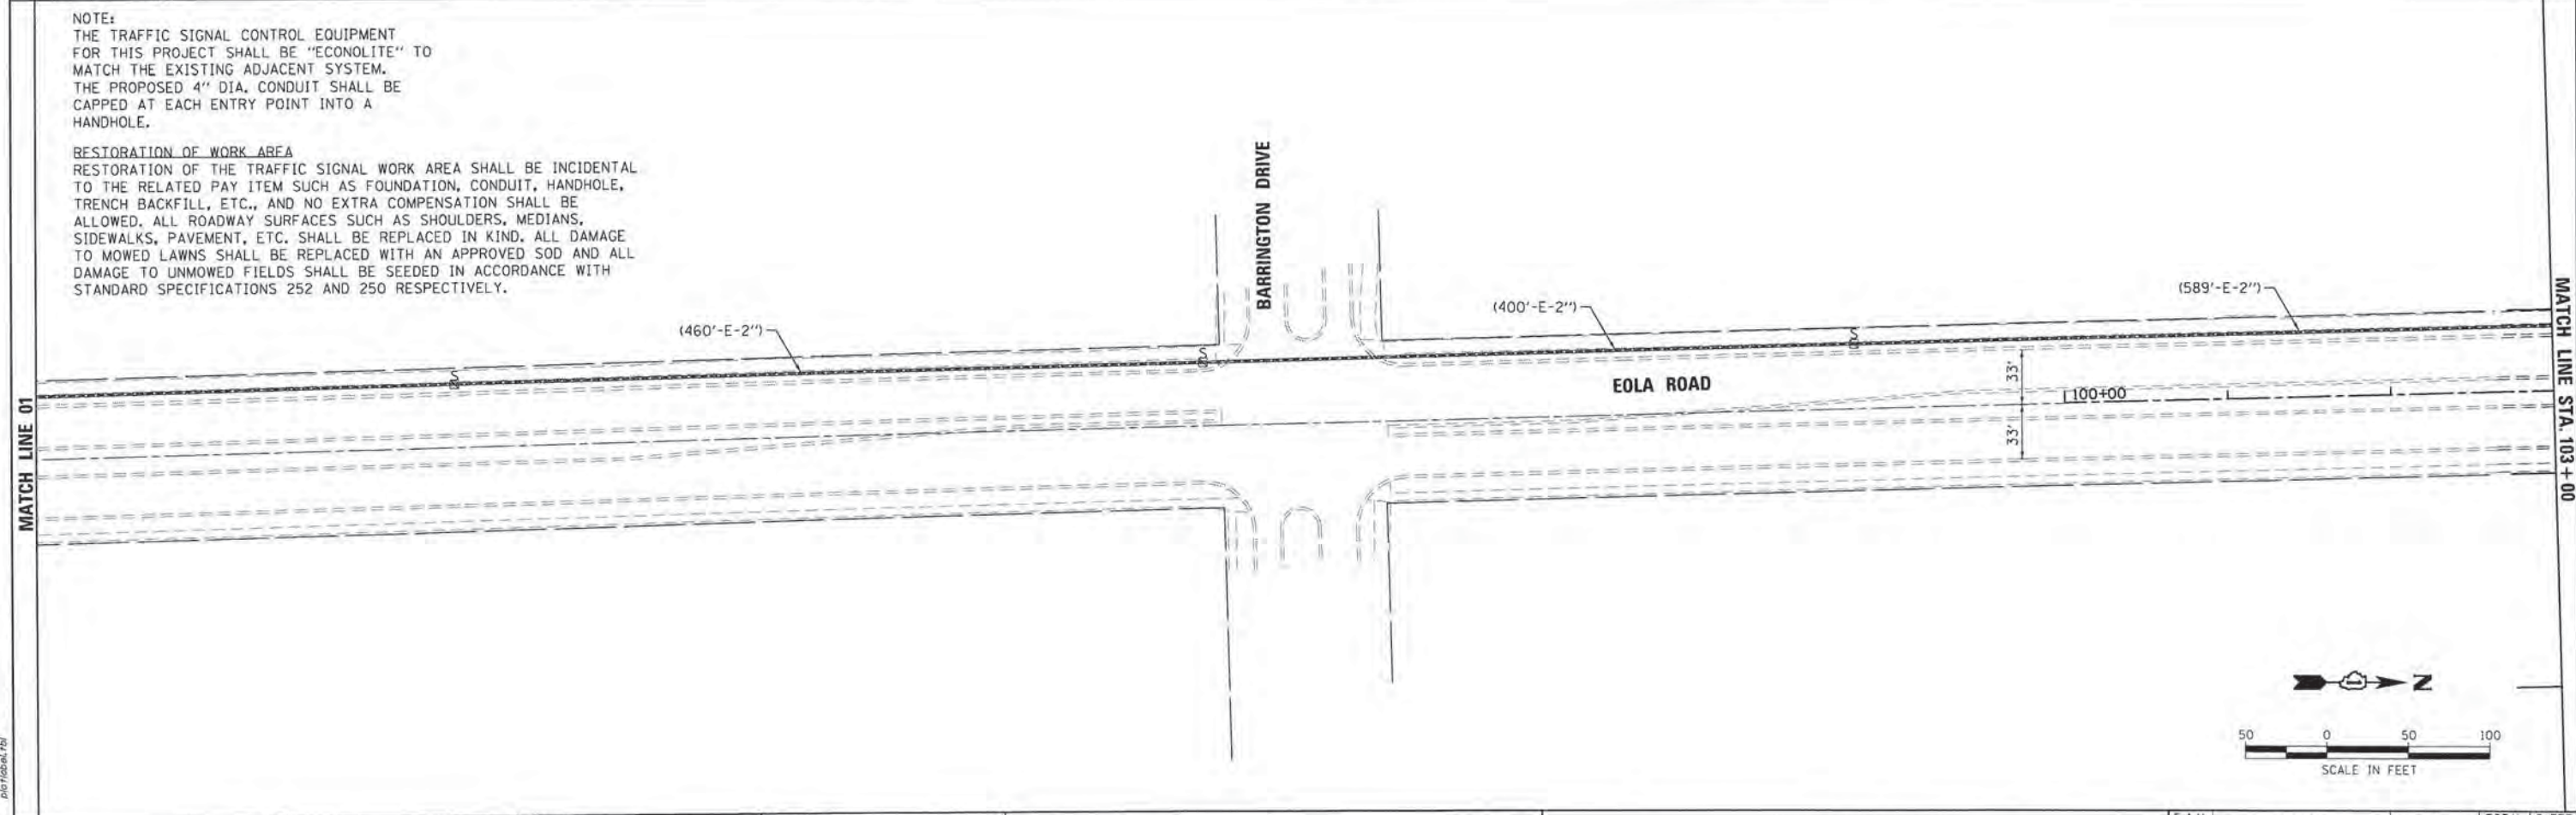 NOTE:
THE TRAFFIC SIGNAL CONTROL EQUIPMENT
FOR THIS PROJECT SHALL BE "ECONOLITE" TO
MATCH THE EXISTING ADJACENT SYSTEM.
THE PROPOSED 4" DIA. CONDUIT SHALL BE
CAPPED AT EACH ENTRY POINT INTO A
HANDHOLE.
RESTORATION OF WORK AREA
RESTORATION OF THE TRAFFIC SIGNAL WORK AREA SHALL BE INCIDENTAL
TO THE RELATED PAY ITEM SUCH AS FOUNDATION, CONDUIT, HANDHOLE,
TRENCH BACKFILL, ETC., AND NO EXTRA COMPENSATION SHALL BE
ALLOWED. ALL ROADWAY SURFACES SUCH AS SHOULDERS, MEDIANS,
SIDEWALKS, PAVEMENT, ETC. SHALL BE REPLACED IN KIND. ALL DAMAGE
TO MOWED LAWNS SHALL BE REPLACED WITH AN APPROVED SOD AND ALL
DAMAGE TO UNMOWED FIELDS SHALL BE SEEDED IN ACCORDANCE WITH
STANDARD SPECIFICATIONS 252 AND 250 RESPECTIVELY.
MATCH LINE 01
(460'-E-2")
S
S
BARRINGTON DRIVE
(400'-E-2")
S
(589'-E-2")
EOLA ROAD
33'
33'
100+00
MATCH LINE STA. 103+00
N
50 0 50 100
SCALE IN FEET
plotlabel.tbl